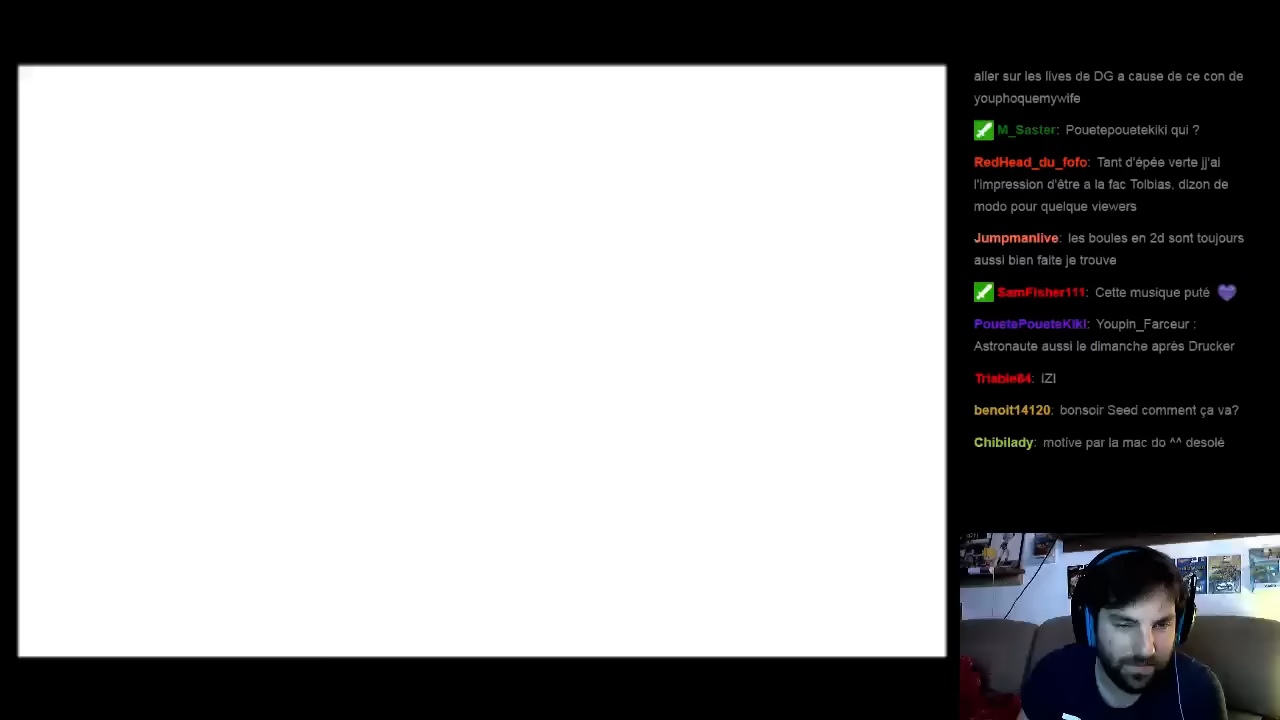 aller sur les lives de DG a cause de ce con de
youphoquemywife
M_Saster: Pouetepouetekiki qui ?
RedHead_du_fofo: Tant d'épée verte jj'ai
l'impression d'être a la fac Tolbias, dizon de
modo pour quelque viewers
Jumpmanlive: les boules en 2d sont toujours
aussi bien faite je trouve
SamFisher111: Cette musique puté
PouetePoueteKiki: Youpin_Farceur :
Astronaute aussi le dimanche après Drucker
Triable64: IZI
benoit14120: bonsoir Seed comment ça va?
Chibilady: motive par la mac do ^^ desolé